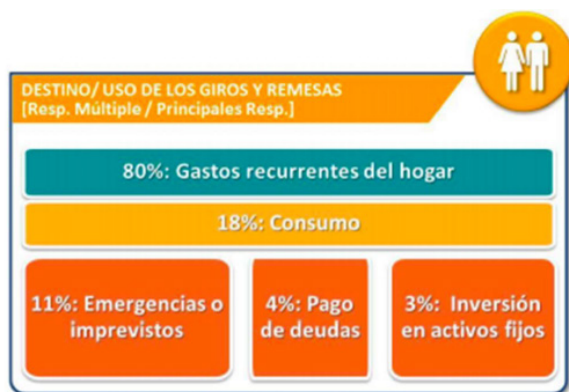 DESTINO/ USO DE LOS GIROS Y REMESAS
[Resp. Múltiple / Principales Resp.]
80%: Gastos recurrentes del hogar
18%: Consumo
11%: Emergencias o
imprevistos
4%: Pago
de deudas
3%: Inversión
en activos fijos